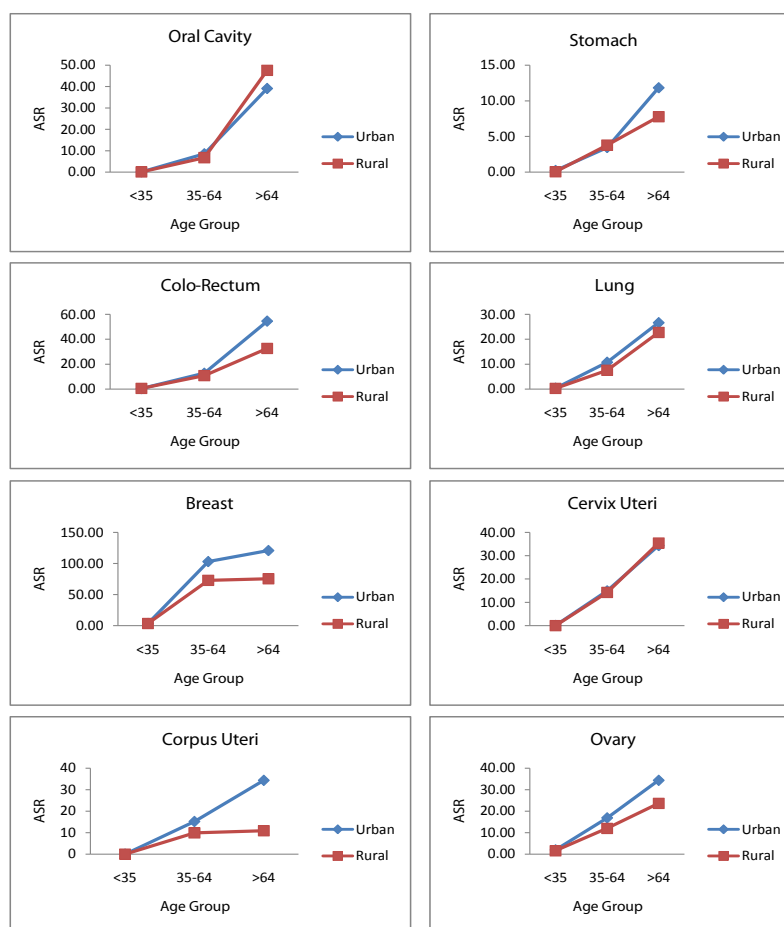 Oral Cavity
50.00
40.00
30.00
20.00
10.00
0.00
ASR
<35 35-64 >64
Age Group
Urban
Rural
Stomach
15.00
10.00
5.00
0.00
ASR
<35 35-64 >64
Age Group
Urban
Rural
Colo-Rectum
60.00
40.00
20.00
0.00
ASR
<35 35-64 >64
Age Group
Urban
Rural
Lung
30.00
20.00
10.00
0.00
ASR
<35 35-64 >64
Age Group
Urban
Rural
Breast
150.00
100.00
50.00
0.00
ASR
<35 35-64 >64
Age Group
Urban
Rural
Cervix Uteri
40.00
30.00
20.00
10.00
0.00
ASR
<35 35-64 >64
Age Group
Urban
Rural
Corpus Uteri
40
30
20
10
0
ASR
<35 35-64 >64
Age Group
Urban
Rural
Ovary
40.00
30.00
20.00
10.00
0.00
ASR
<35 35-64 >64
Age Group
Urban
Rural